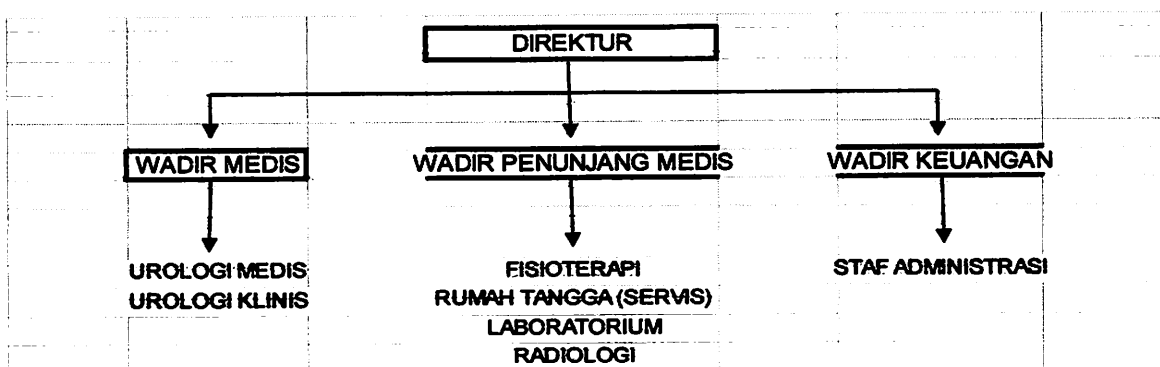 DIREKTUR
WADIR MEDIS
WADIR PENUNJANG MEDIS
WADIR KEUANGAN
UROLOGI MEDIS
UROLOGI KLINIS
FISIOTERAPI
RUMAH TANGGA (SERVIS)
LABORATORIUM
RADIOLOGI
STAF ADMINISTRASI